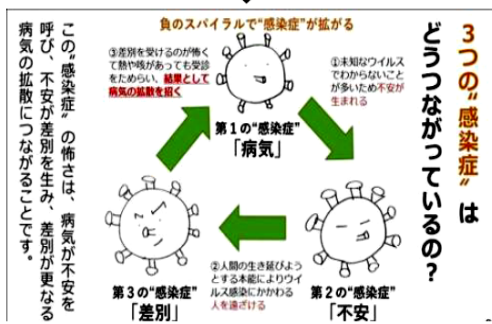 3つの“感染症”は
どうつながっているの？
負のスパイラルで“感染症”が拡がる
①未知なウイルス
でわからないこと
が多いため不安が
生まれる
③差別を受けるのが怖く
て熱や咳があっても受診
をためらい、結果として
病気の拡散を招く
第1の“感染症”
「病気」
第2の“感染症”
「不安」
②人間の生き延びよう
とする本能によりウイ
ルス感染にかかわる
人を遠ざける
第3の“感染症”
「差別」
この“感染症”の怖さは、病気が不安を
呼び、不安が差別を生み、差別が更なる
病気の拡散につながることです。